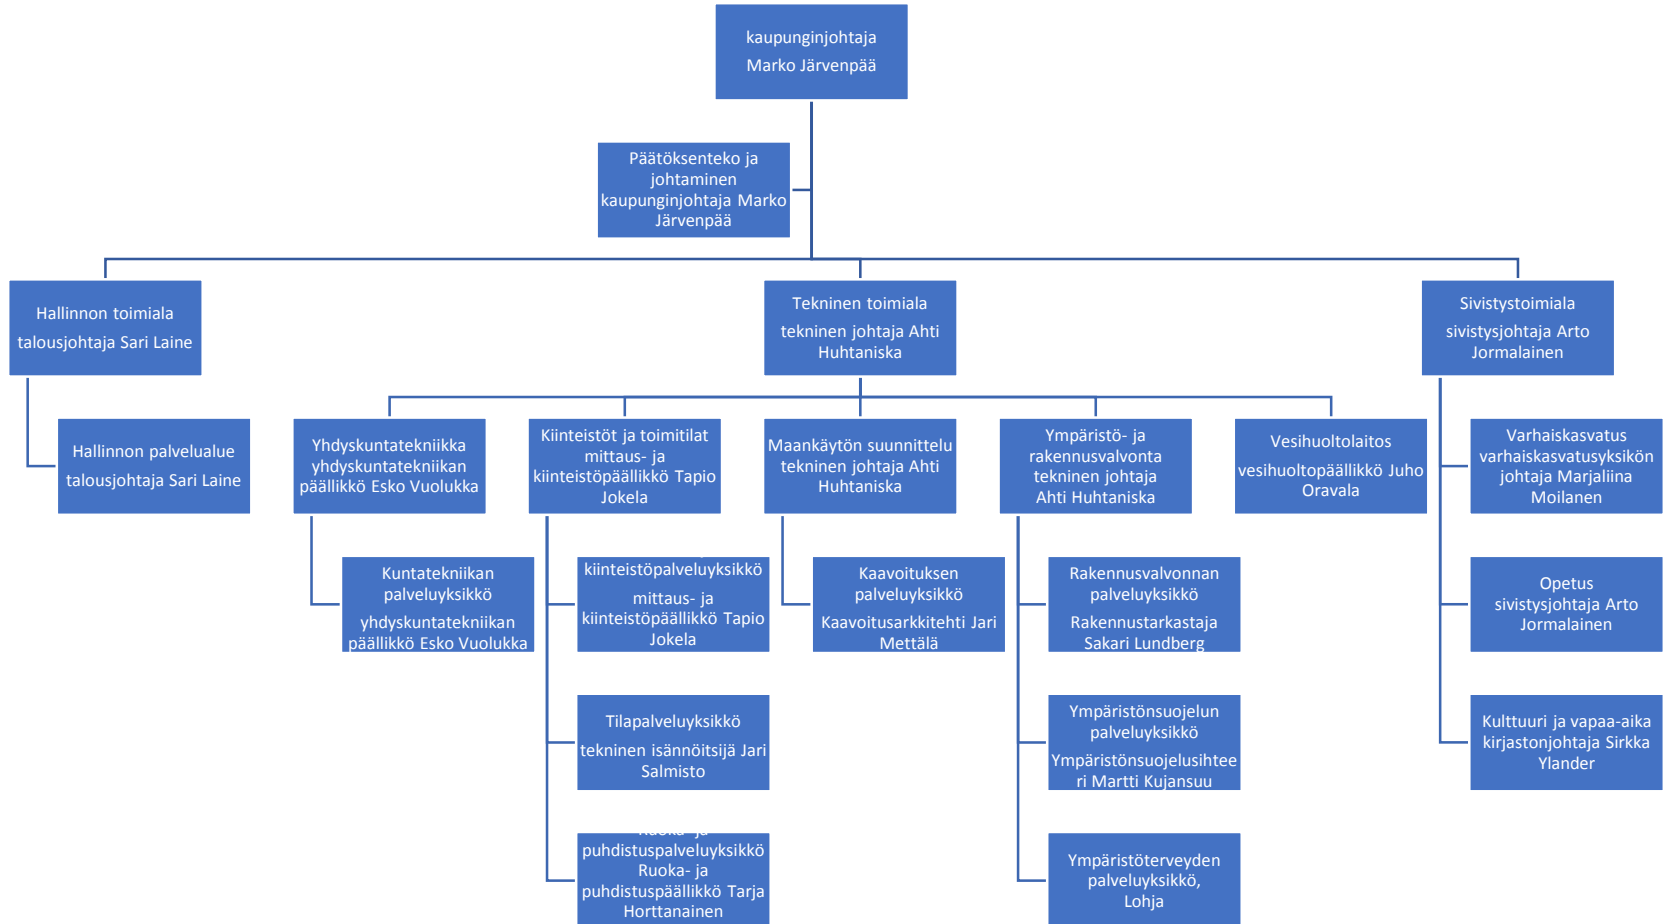 kaupunginjohtaja
Marko Järvenpää
Päätöksenteko ja
johtaminen
kaupunginjohtaja Marko
Järvenpää
Hallinnon toimiala
talousjohtaja Sari Laine
Tekninen toimiala
tekninen johtaja Ahti
Huhtaniska
Sivistystoimiala
sivistysjohtaja Arto
Jormalainen
Hallinnon palvelualue
talousjohtaja Sari Laine
Yhdyskuntatekniikka
yhdyskuntatekniikan
päällikkö Esko Vuolukka
Kiinteistöt ja toimitilat
mittaus- ja
kiinteistöpäällikkö Tapio
Jokela
Maankäytön suunnittelu
tekninen johtaja Ahti
Huhtaniska
Ympäristö- ja
rakennusvalvonta
tekninen johtaja
Ahti Huhtaniska
Vesihuoltolaitos
vesihuoltopäällikkö Juho
Oravala
Varhaiskasvatus
varhaiskasvatusyksikön
johtaja Marjaliina
Moilanen
Kuntatekniikan
palveluyksikkö
yhdyskuntatekniikan
päällikkö Esko Vuolukka
kiinteistöpalveluyksikkö
mittaus- ja
kiinteistöpäällikkö Tapio
Jokela
Kaavoituksen
palveluyksikkö
Kaavoitusarkkitehti Jari
Mettälä
Rakennusvalvonnan
palveluyksikkö
Rakennustarkastaja
Sakari Lundberg
Opetus
sivistysjohtaja Arto
Jormalainen
Tilapalveluyksikkö
tekninen isännöitsijä Jari
Salmisto
Ympäristönsuojelun
palveluyksikkö
Ympäristönsuojelusihtee
ri Martti Kujansuu
Kulttuuri ja vapaa-aika
kirjastonjohtaja Sirkka
Ylander
Ruoka- ja
puhdistuspalveluyksikkö
Ruoka- ja
puhdistuspäällikkö Tarja
Horttanainen
Ympäristöterveyden
palveluyksikkö,
Lohja